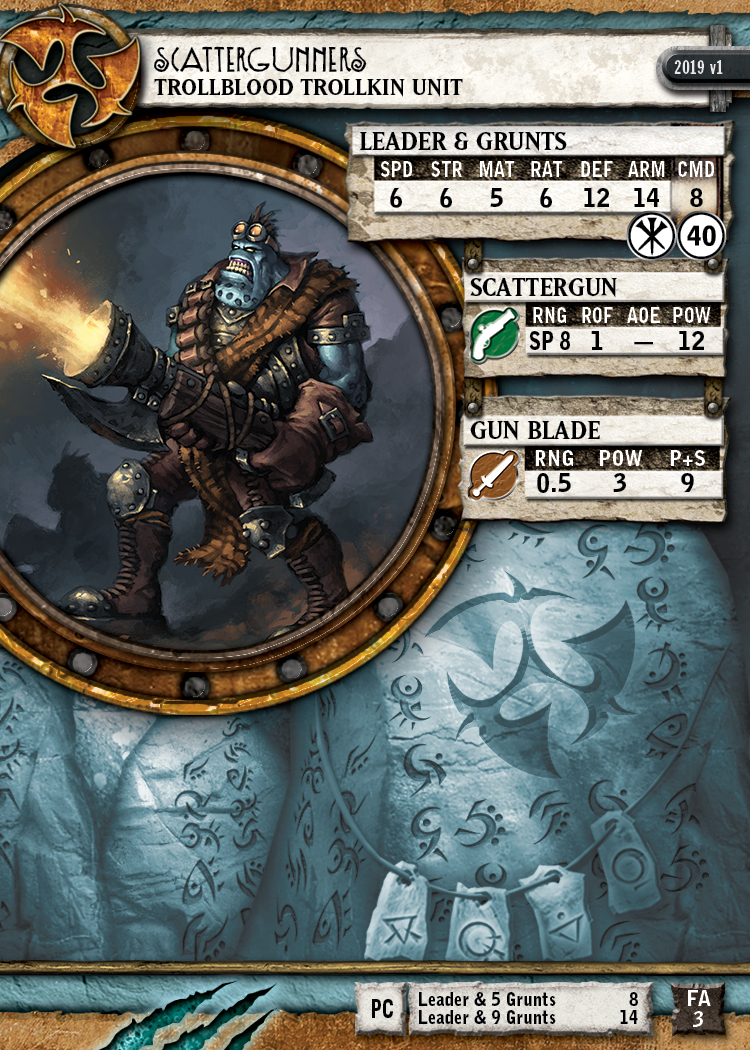 SCATTERGUNNERS
TROLLBLOOD TROLLKIN UNIT
2019 v1
LEADER & GRUNTS
SPD STR MAT RAT DEF ARM CMD
6 6 5 6 12 14 8
40
SCATTERGUN
RNG ROF AOE POW
SP 8 1 — 12
GUN BLADE
RNG POW P+S
0.5 3 9
PC
Leader & 5 Grunts 8
Leader & 9 Grunts 14
FA
3